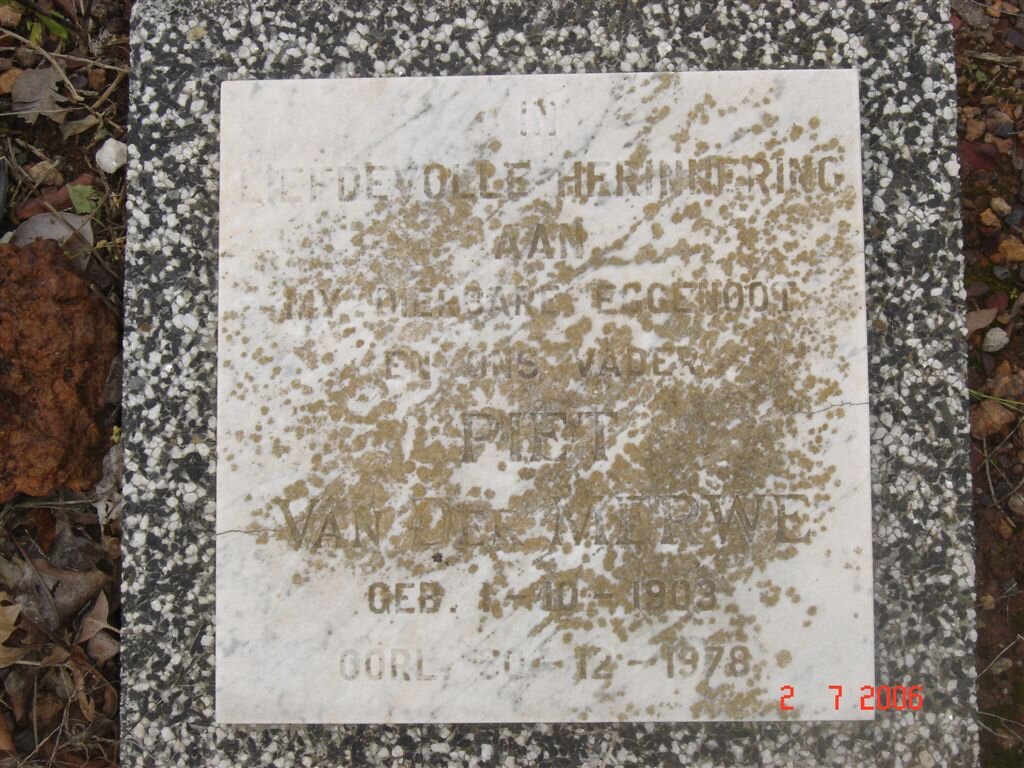 IN
LIEFDEVOLLE HERINNERING
AAN
MY DIERBARE EGGENOOT
EN ONS VADER
PIET
VAN DER MERWE
GEB. 1-10-1903
OORL. 30-12-1978
2 7 2006